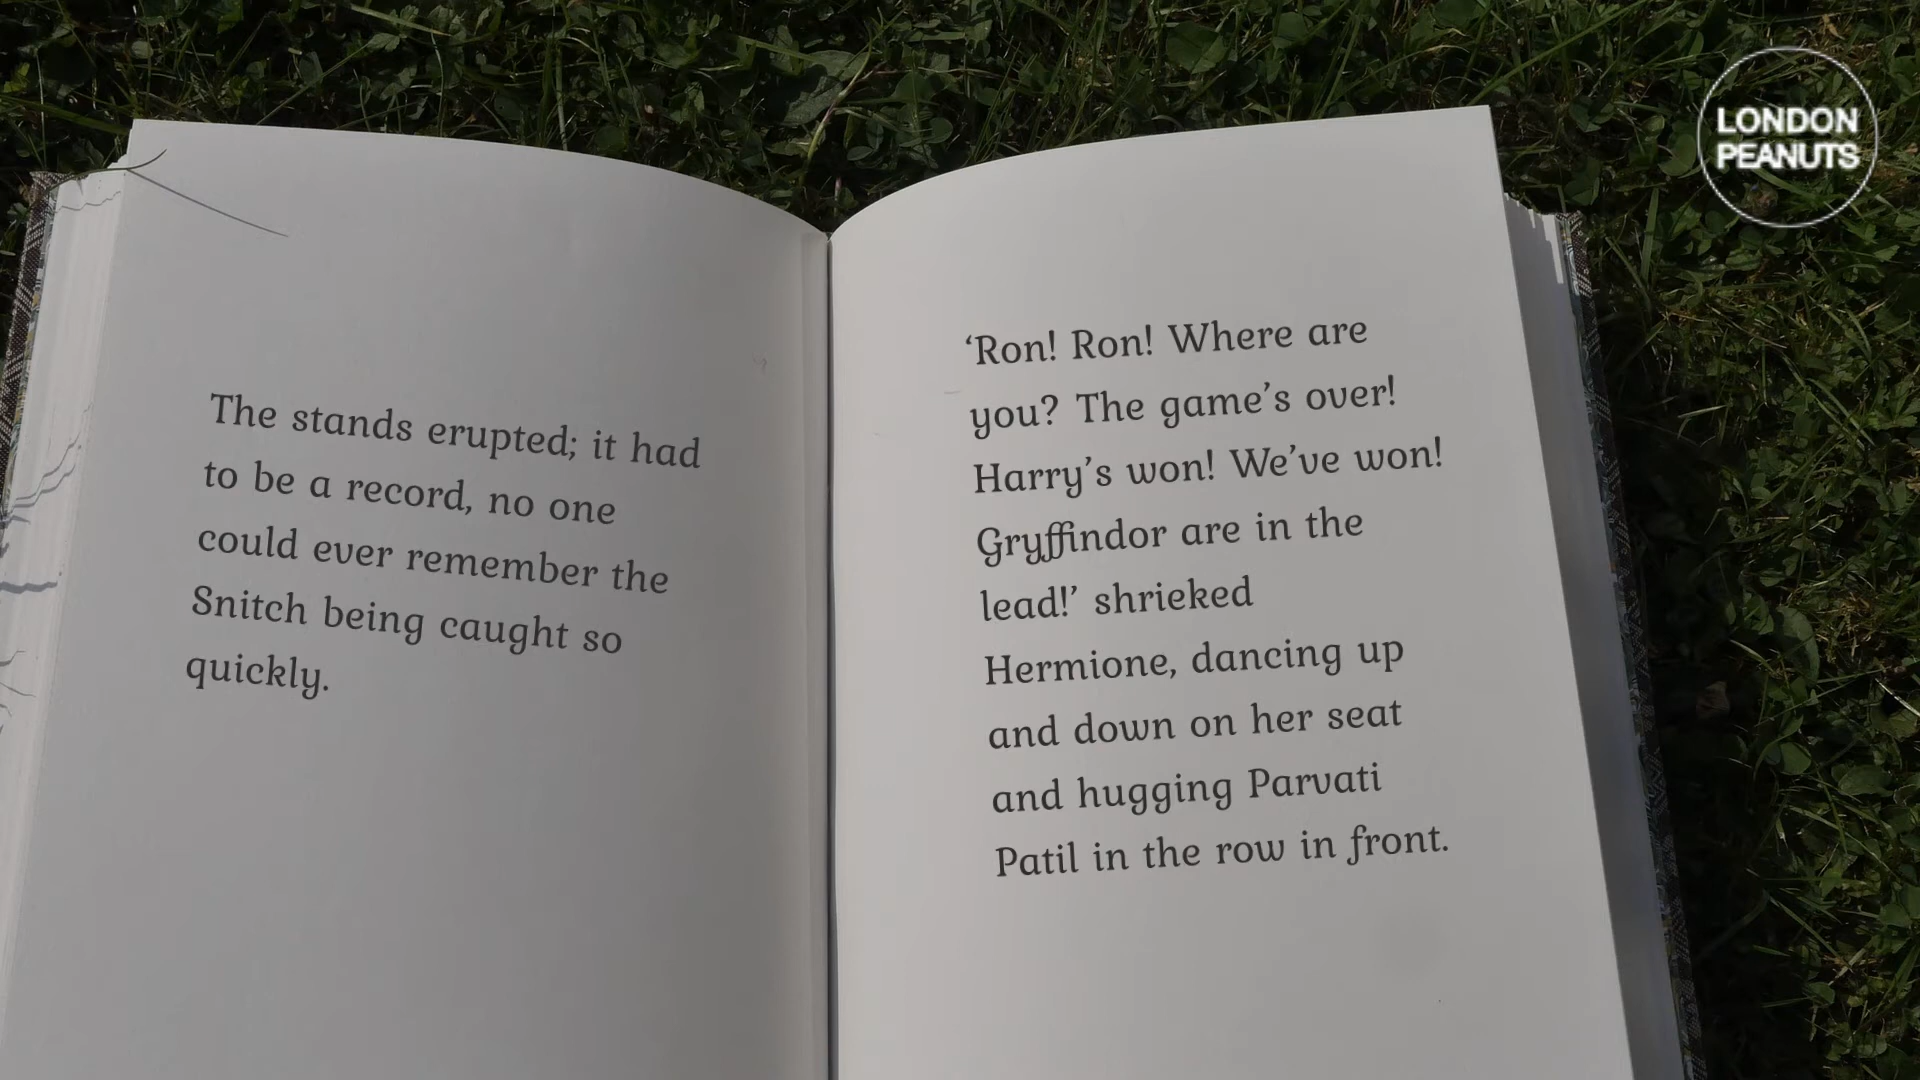 The stands erupted; it had
to be a record, no one
could ever remember the
Snitch being caught so
quickly.
‘Ron! Ron! Where are
you? The game’s over!
Harry’s won! We’ve won!
Gryffindor are in the
lead!’ shrieked
Hermione, dancing up
and down on her seat
and hugging Parvati
Patil in the row in front.
LONDON
PEANUTS